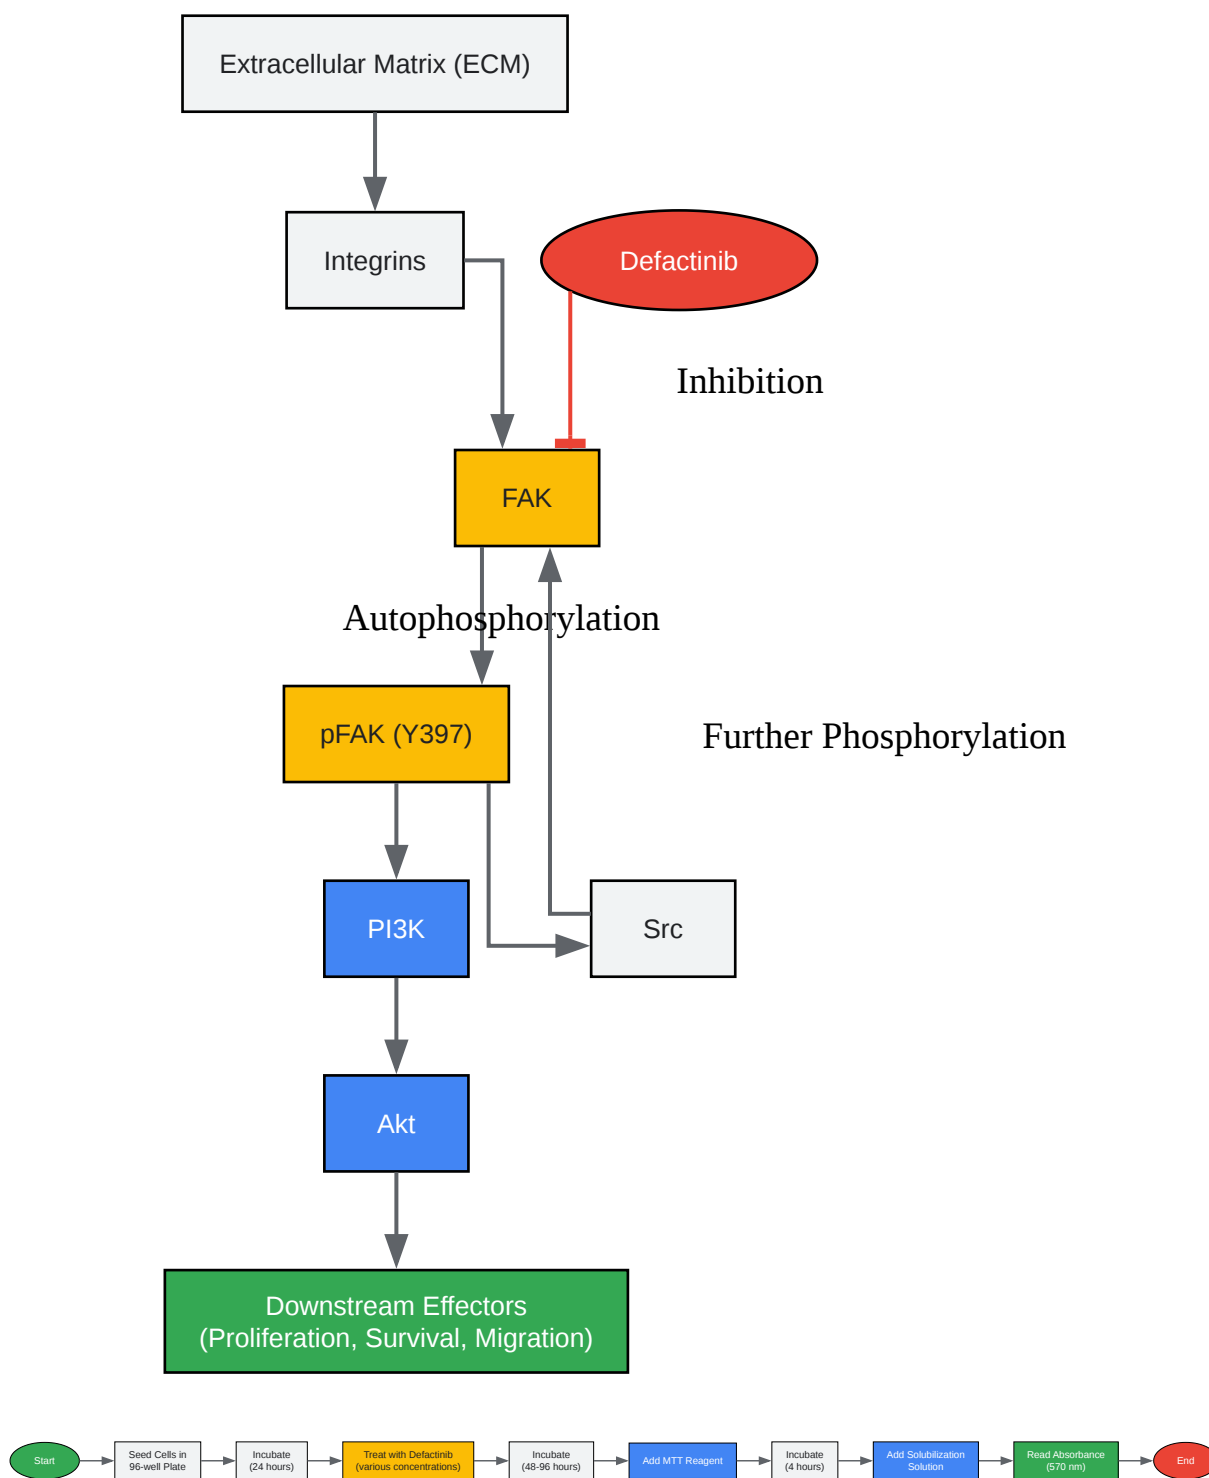 Extracellular Matrix (ECM)
Integrins
Defactinib
Inhibition
FAK
Autophosphorylation
pFAK (Y397)
Further Phosphorylation
PI3K
Src
Akt
Downstream Effectors
(Proliferation, Survival, Migration)
Start
Seed Cells in
96-well Plate
Incubate
(24 hours)
Treat with Defactinib
(various concentrations)
Incubate
(48-96 hours)
Add MTT Reagent
Incubate
(4 hours)
Add Solubilization
Solution
Read Absorbance
(570 nm)
End